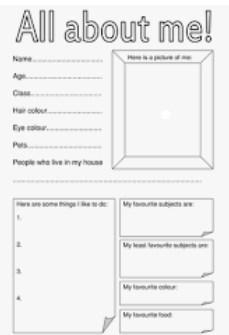 All about me!
Name
Age
Class
Hair colour
Eye colour
Pets
People who live in my house
Here is a picture of me:
Here are some things I like to do:
1.
2.
3.
4.
My favourite subjects are:
My least favourite subjects are:
My favourite colour:
My favourite food: